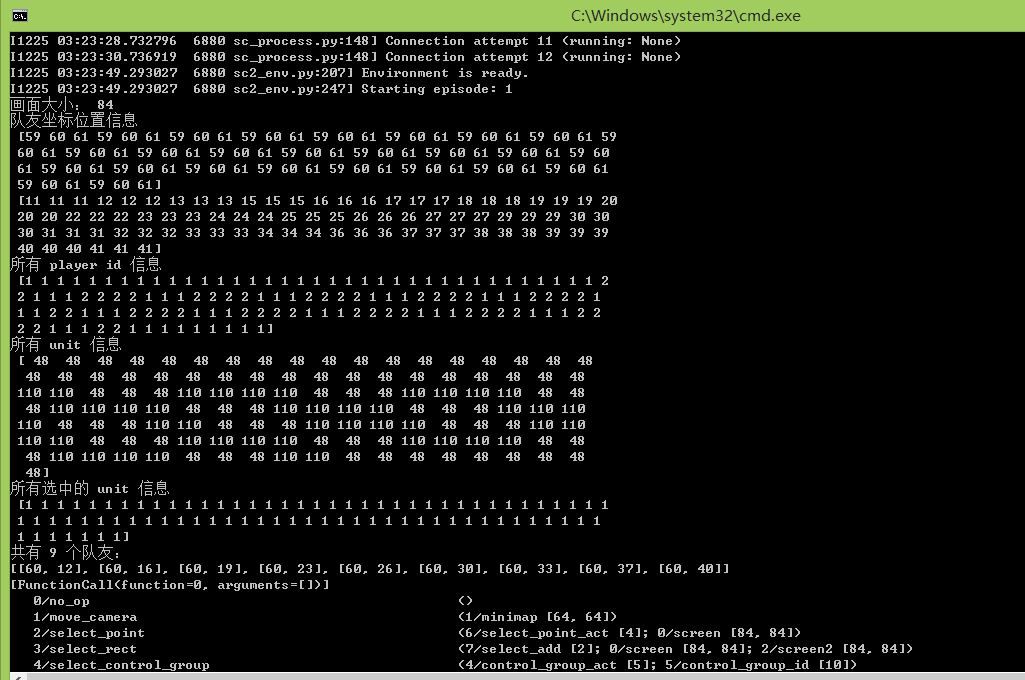 C:\Windows\system32\cmd.exe
I1225 03:23:28.732796  6880 sc_process.py:148] Connection attempt 11 (running: None)
I1225 03:23:30.736919  6880 sc_process.py:148] Connection attempt 12 (running: None)
I1225 03:23:49.293027  6880 sc2_env.py:207] Environment is ready.
I1225 03:23:49.293027  6880 sc2_env.py:247] Starting episode: 1
画面大小： 84
队友坐标位置信息
[59 60 61 59 60 61 59 60 61 59 60 61 59 60 61 59 60 61 59 60 61 59 60 61 59
60 61 59 60 61 59 60 61 59 60 61 59 60 61 59 60 61 59 60 61 59 60 61 59 60
61 59 60 61 59 60 61 59 60 61 59 60 61 59 60 61 59 60 61 59 60 61 59 60 61
59 60 61 59 60 61]
[11 11 11 12 12 12 13 13 13 15 15 15 16 16 16 17 17 17 18 18 18 19 19 19 20
20 20 22 22 22 23 23 23 24 24 24 25 25 25 26 26 26 27 27 27 29 29 29 30 30
30 31 31 31 32 32 32 33 33 33 34 34 34 36 36 36 37 37 37 38 38 38 39 39 39
40 40 40 41 41 41]
所有 player id 信息
[1 1 1 1 1 1 1 1 1 1 1 1 1 1 1 1 1 1 1 1 1 1 1 1 1 1 1 1 1 1 1 1 1 1 1 1 2
2 1 1 1 2 2 2 2 1 1 1 2 2 2 2 1 1 1 2 2 2 2 1 1 1 2 2 2 2 1 1 1 2 2 2 2 1
1 1 2 2 1 1 1 2 2 2 2 1 1 1 2 2 2 2 1 1 1 2 2 2 2 1 1 1 2 2 2 2 1 1 1 2 2
2 2 1 1 1 2 2 1 1 1 1 1 1 1 1 1]
所有 unit 信息
[ 48  48  48  48  48  48  48  48  48  48  48  48  48  48  48  48  48  48
48  48  48  48  48  48  48  48  48  48  48  48  48  48  48  48  48  48
110 110  48  48  48 110 110 110 110  48  48  48 110 110 110 110  48  48
48 110 110 110 110  48  48  48 110 110 110 110  48  48  48 110 110 110
110  48  48  48 110 110  48  48  48 110 110 110 110  48  48  48 110 110
110 110  48  48  48 110 110 110 110  48  48  48 110 110 110 110  48  48
48 110 110 110 110  48  48  48 110 110  48  48  48  48  48  48  48  48
48]
所有选中的 unit 信息
[1 1 1 1 1 1 1 1 1 1 1 1 1 1 1 1 1 1 1 1 1 1 1 1 1 1 1 1 1 1 1 1 1 1 1 1 1
1 1 1 1 1 1 1 1 1 1 1 1 1 1 1 1 1 1 1 1 1 1 1 1 1 1 1 1 1 1 1 1 1 1 1 1 1
1 1 1 1 1 1 1]
共有 9 个队友：
[[60, 12], [60, 16], [60, 19], [60, 23], [60, 26], [60, 30], [60, 33], [60, 37], [60, 40]]
[FunctionCall(function=0, arguments=[])]
0/no_op ()
1/move_camera (1/minimap [64, 64])
2/select_point (6/select_point_act [4]; 0/screen [84, 84])
3/select_rect (7/select_add [2]; 0/screen [84, 84]; 2/screen2 [84, 84])
4/select_control_group (4/control_group_act [5]; 5/control_group_id [10])